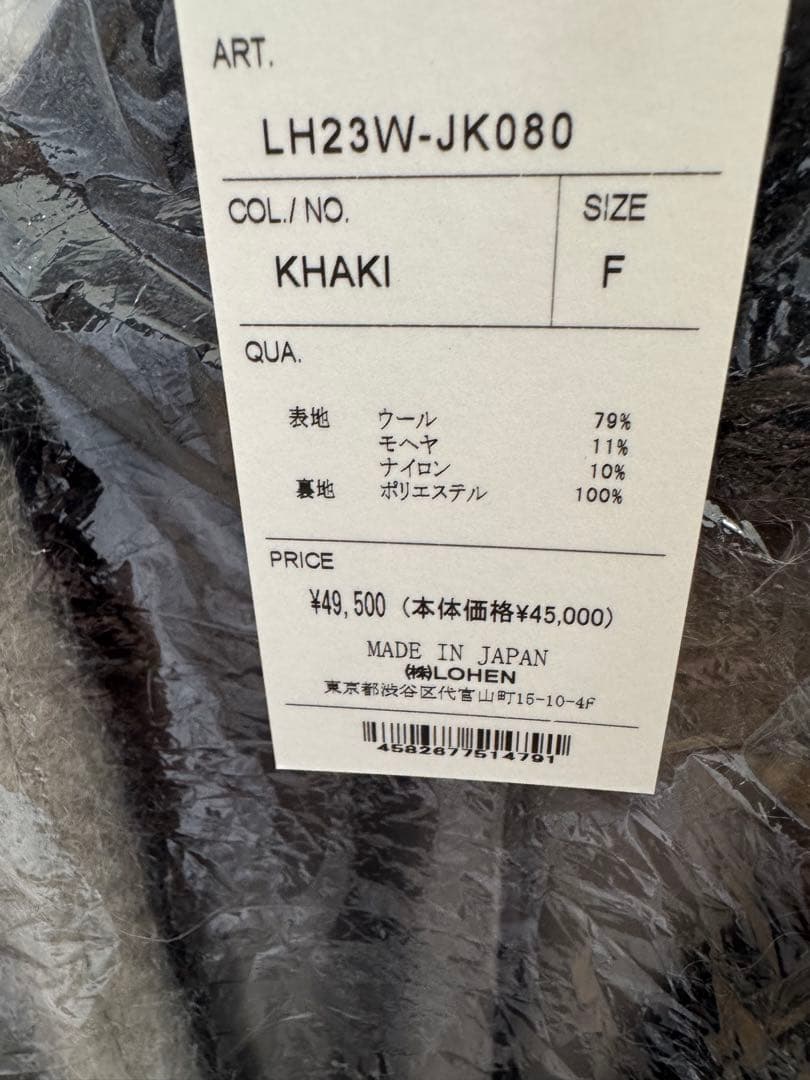 ART.
LH23W-JK080
COL./NO. SIZE
KHAKI F
QUA.
表地 ウール 79%
モヘヤ 11%
ナイロン 10%
裏地 ポリエステル 100%
PRICE
¥49,500 (本体価格¥45,000)
MADE IN JAPAN
㈱LOHEN
東京都渋谷区代官山町15-10-4F
4582677514791